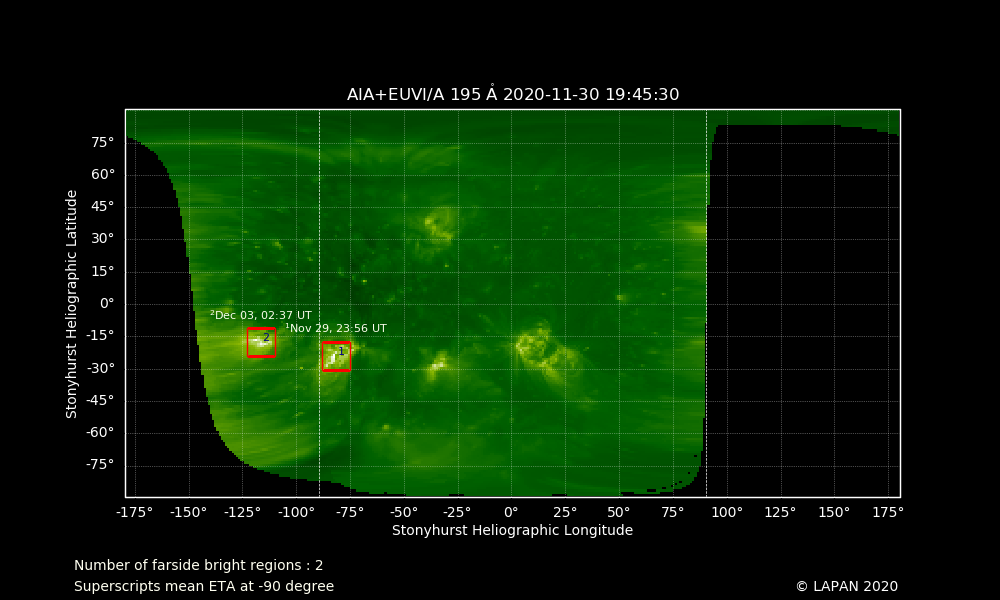 AIA+EUVI/A 195 Å 2020-11-30 19:45:30
Stonyhurst Heliographic Latitude
75°
60°
45°
30°
15°
0°
-15°
-30°
-45°
-60°
-75°
²Dec 03, 02:37 UT
¹Nov 29, 23:56 UT
2
1
-175° -150° -125° -100° -75° -50° -25° 0° 25° 50° 75° 100° 125° 150° 175°
Stonyhurst Heliographic Longitude
Number of farside bright regions : 2
Superscripts mean ETA at -90 degree
© LAPAN 2020